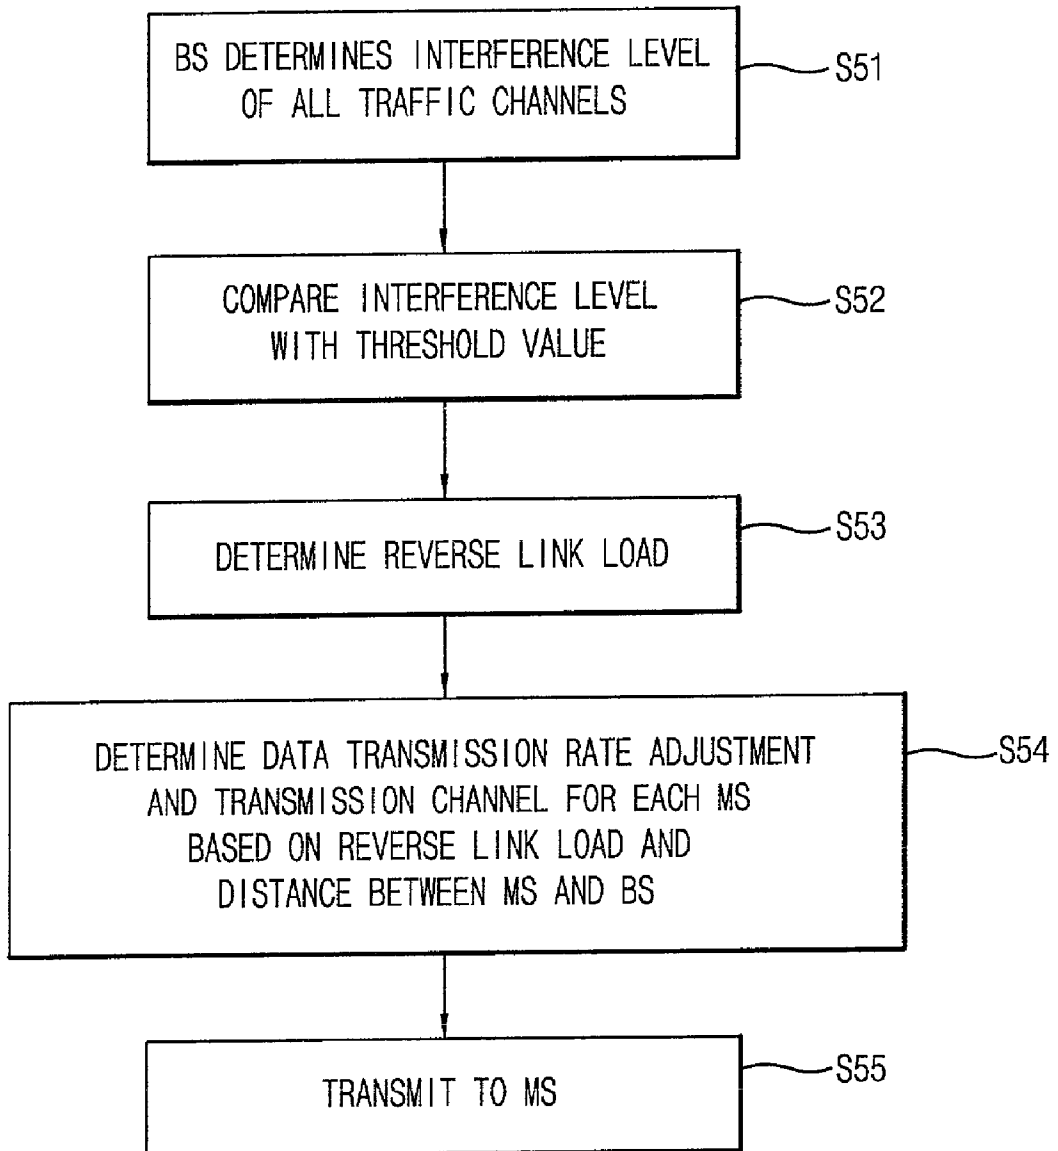 BS DETERMINES INTERFERENCE LEVEL
OF ALL TRAFFIC CHANNELS
S51
COMPARE INTERFERENCE LEVEL
WITH THRESHOLD VALUE
S52
DETERMINE REVERSE LINK LOAD
S53
DETERMINE DATA TRANSMISSION RATE ADJUSTMENT
AND TRANSMISSION CHANNEL FOR EACH MS
BASED ON REVERSE LINK LOAD AND
DISTANCE BETWEEN MS AND BS
S54
TRANSMIT TO MS
S55